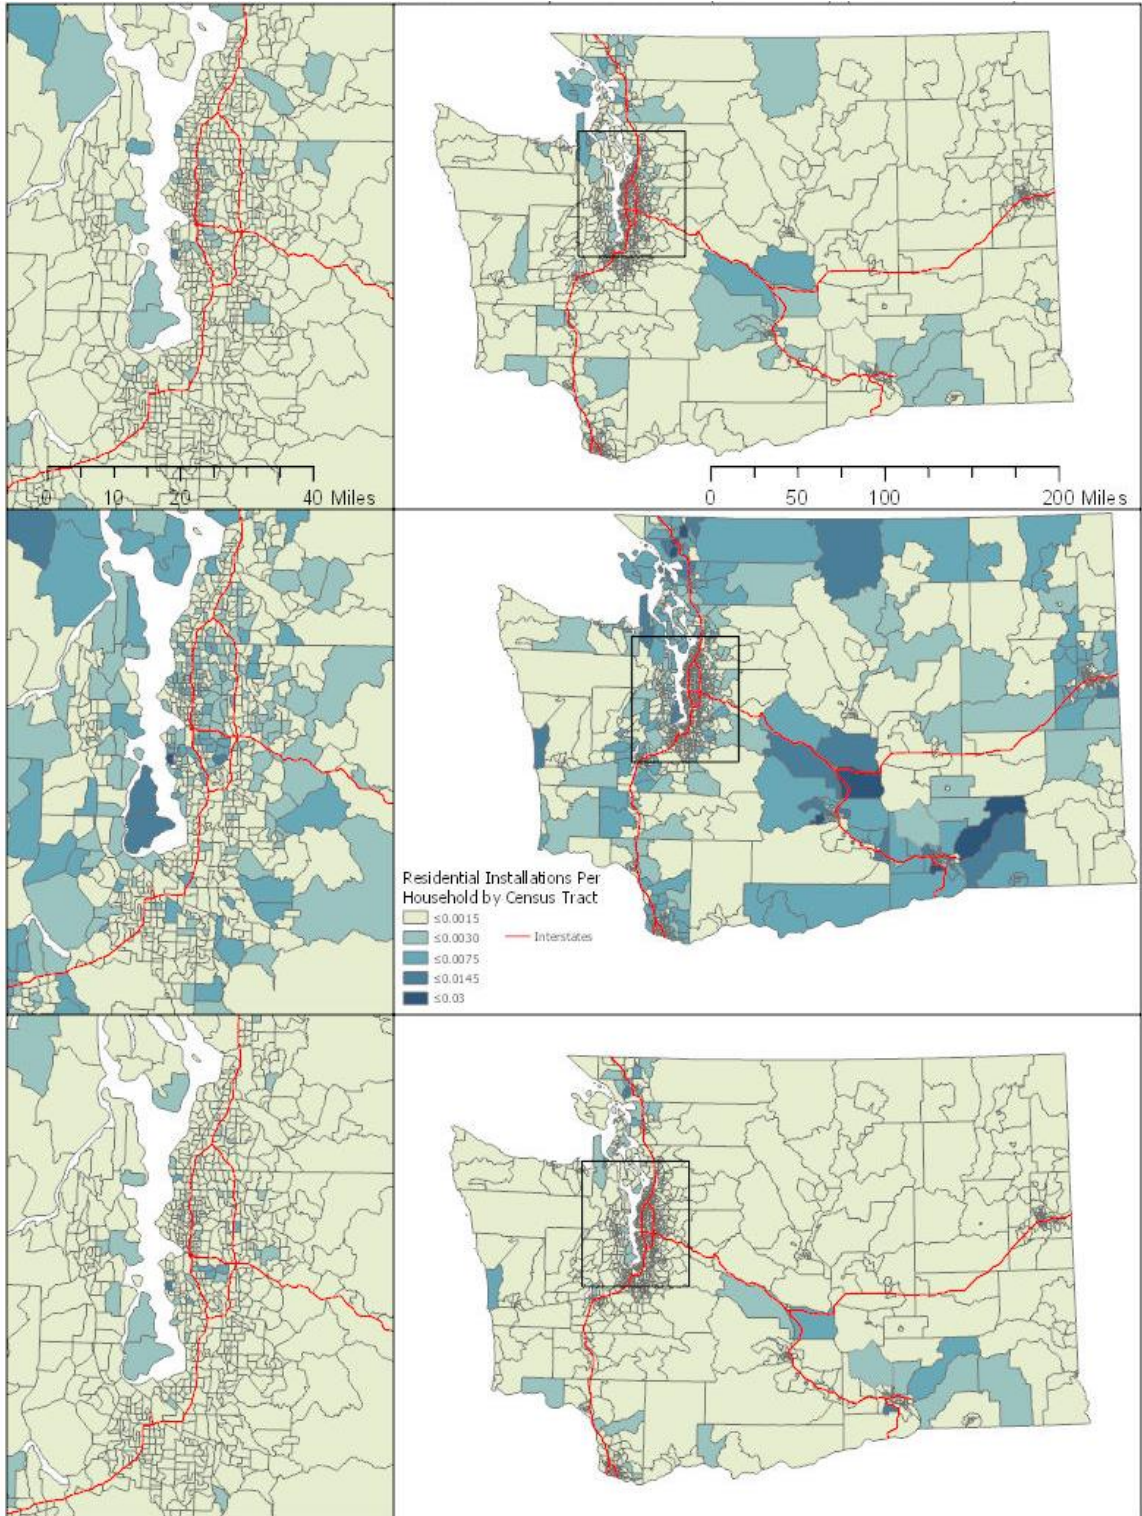 0 10 20 40 Miles
0 50 100 200 Miles
Residential Installations Per
Household by Census Tract
≤0.0015
≤0.0030
Interstates
≤0.0075
≤0.0145
≤0.03